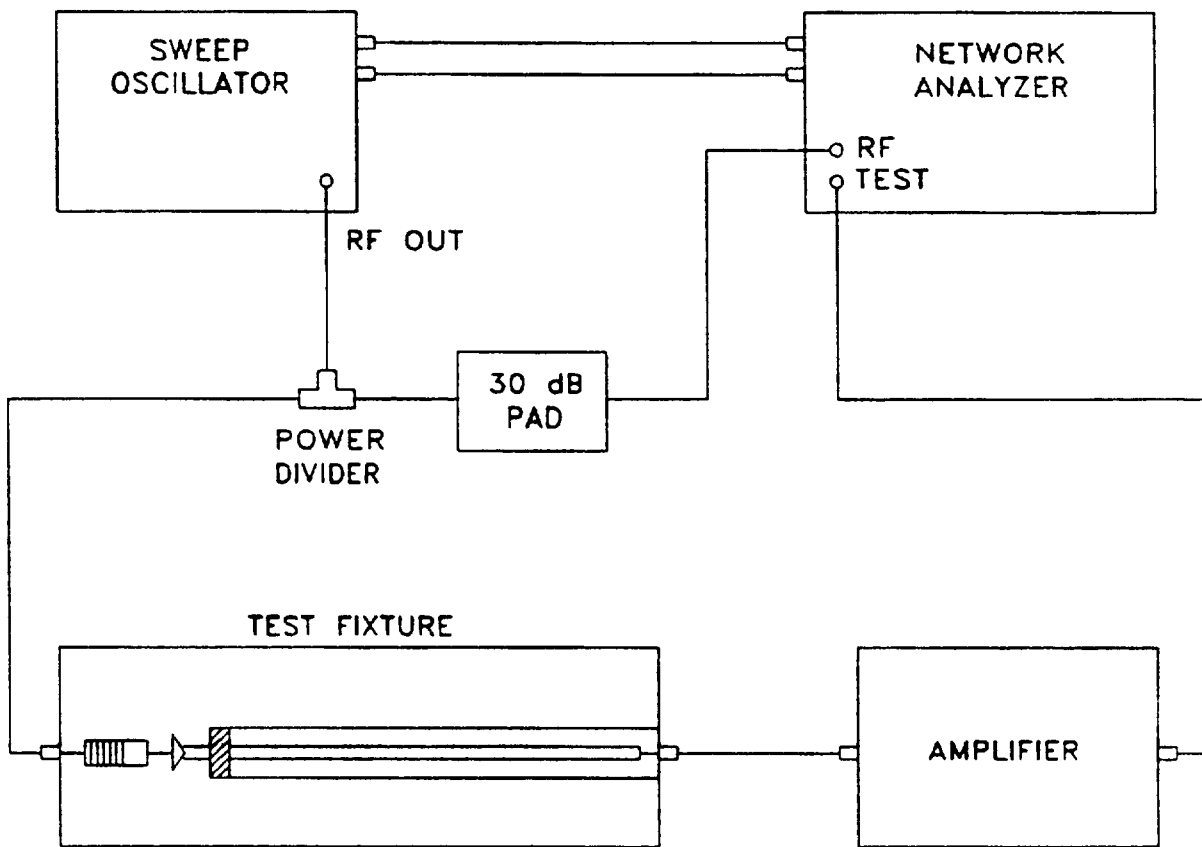 SWEEP
OSCILLATOR
NETWORK
ANALYZER
RF
TEST
RF OUT
30 dB
PAD
POWER
DIVIDER
TEST FIXTURE
AMPLIFIER